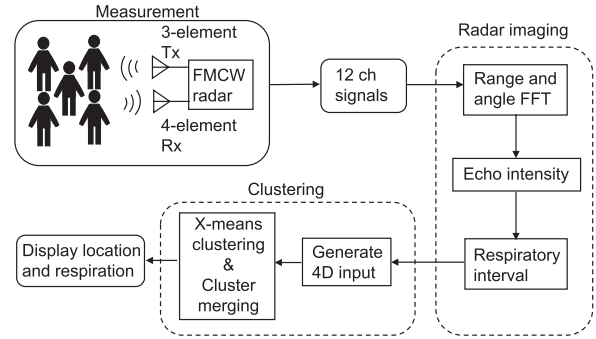 Measurement
3-element
Tx
FMCW
radar
4-element
Rx
12 ch
signals
Radar imaging
Range and
angle FFT
Echo intensity
Respiratory
interval
Clustering
Generate
4D input
X-means
clustering
&
Cluster
merging
Display location
and respiration